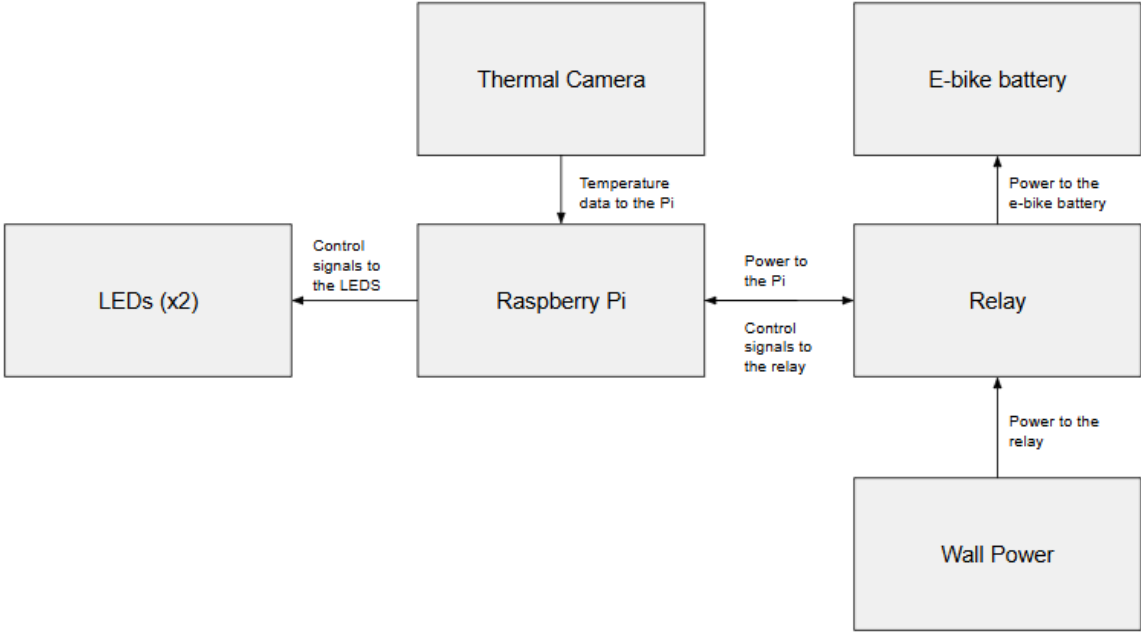 Thermal Camera
E-bike battery
Temperature
data to the Pi
Power to the
e-bike battery
Control
signals to
the LEDS
Power to
the Pi
LEDs (x2)
Raspberry Pi
Relay
Control
signals to
the relay
Power to the
relay
Wall Power